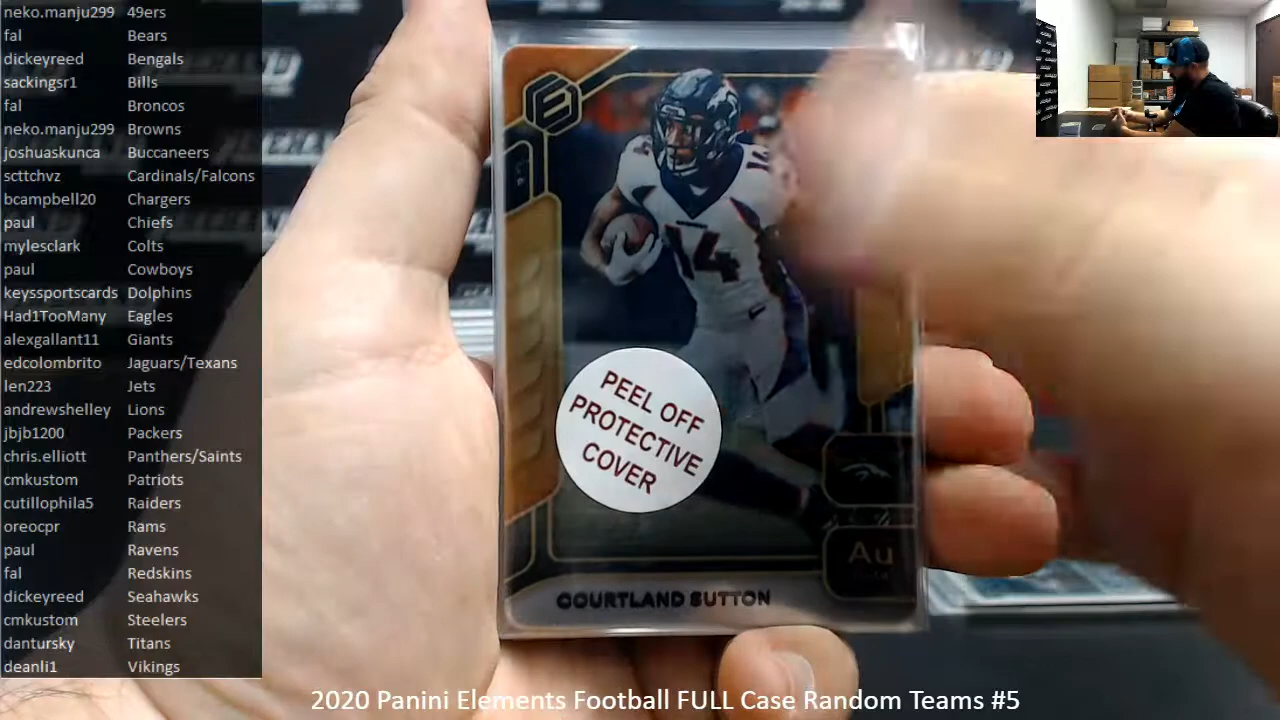 neko.manju299 49ers
fal Bears
dickeyreed Bengals
sackingsr1 Bills
fal Broncos
neko.manju299 Browns
joshuaskunca Buccaneers
scttchvz Cardinals/Falcons
bcampbell20 Chargers
paul Chiefs
mylesclark Colts
paul Cowboys
keyssportscards Dolphins
Had1TooMany Eagles
alexgallant11 Giants
edcolombrito Jaguars/Texans
len223 Jets
andrewshelley Lions
jbjb1200 Packers
chris.elliott Panthers/Saints
cmkustom Patriots
cutillophila5 Raiders
oreocpr Rams
paul Ravens
fal Redskins
dickeyreed Seahawks
cmkustom Steelers
dantursky Titans
deanli1 Vikings
E
14
PEEL OFF
PROTECTIVE
COVER
Au
COURTLAND SUTTON
2020 Panini Elements Football FULL Case Random Teams #5